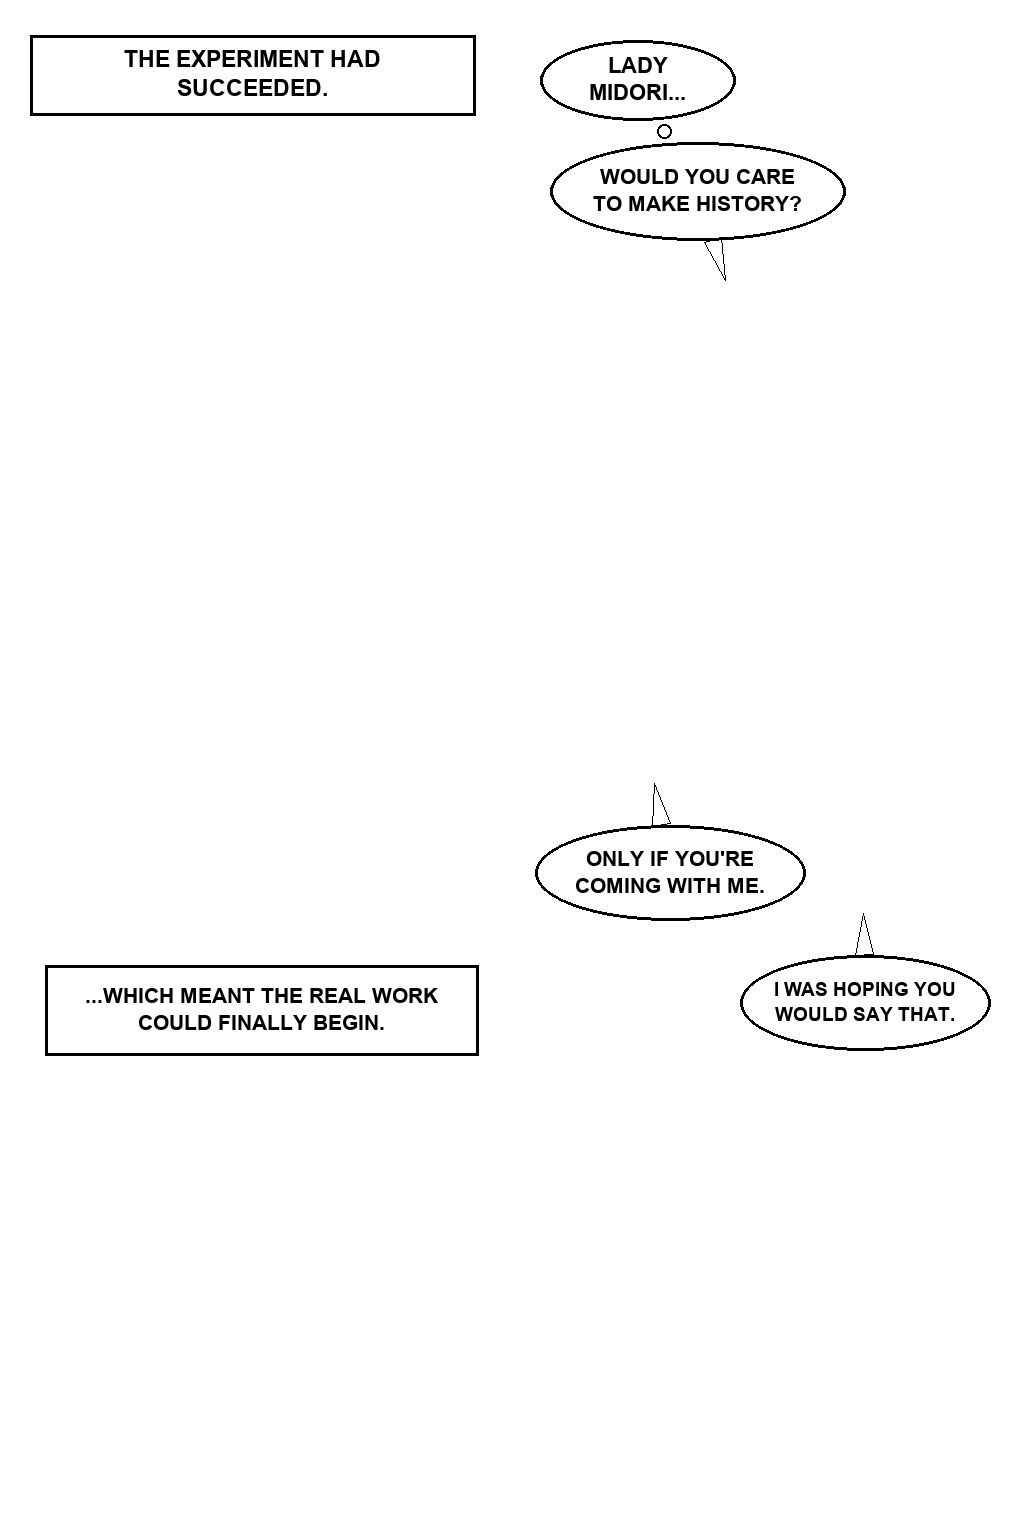 THE EXPERIMENT HAD
SUCCEEDED.
LADY
MIDORI...
WOULD YOU CARE
TO MAKE HISTORY?
ONLY IF YOU'RE
COMING WITH ME.
I WAS HOPING YOU
WOULD SAY THAT.
...WHICH MEANT THE REAL WORK
COULD FINALLY BEGIN.